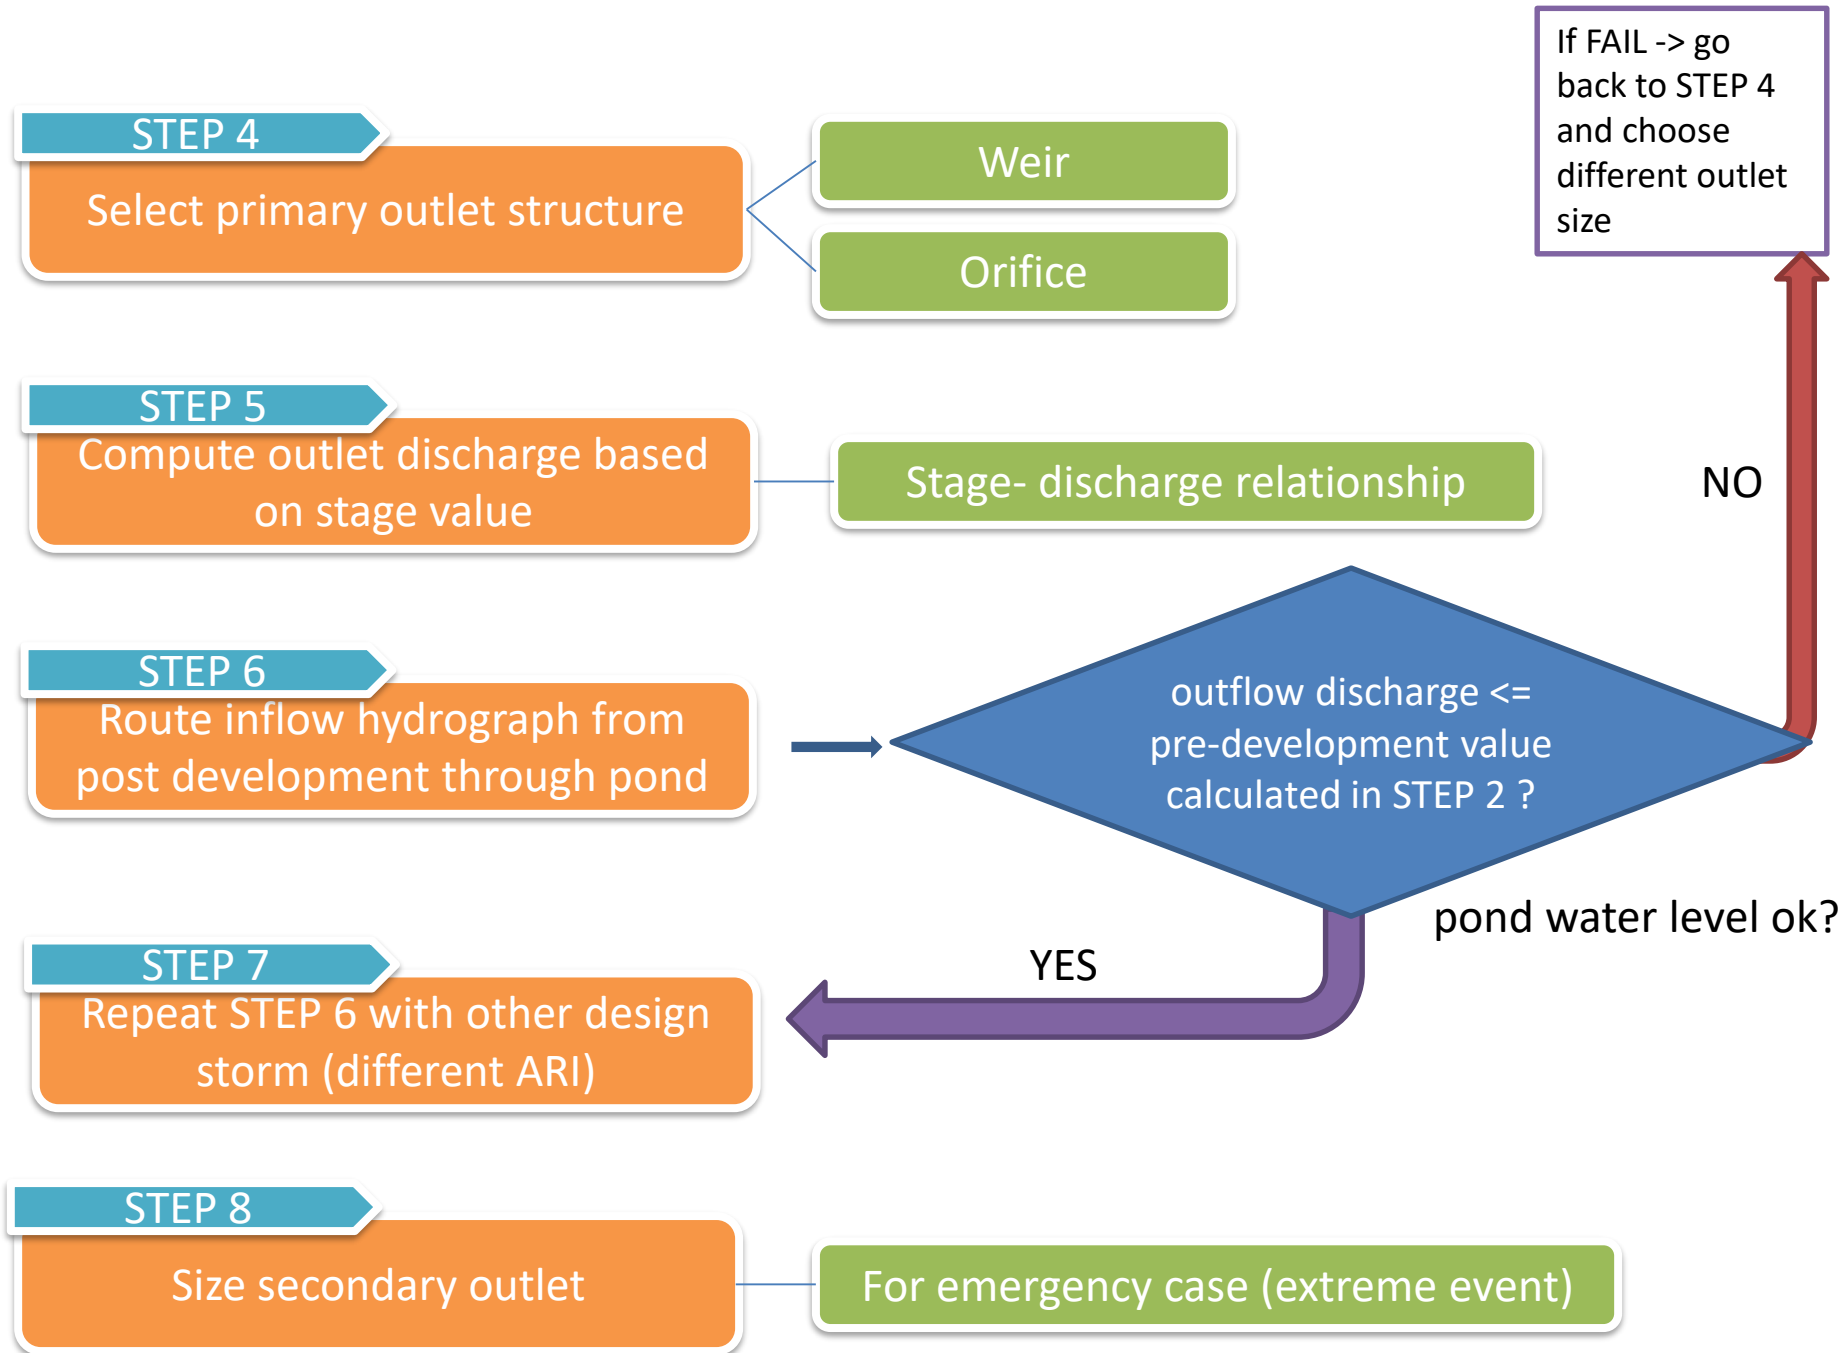 If FAIL -> go
back to STEP 4
and choose
different outlet
size
STEP 4
Select primary outlet structure
Weir
Orifice
STEP 5
Compute outlet discharge based
on stage value
Stage- discharge relationship
NO
STEP 6
Route inflow hydrograph from
post development through pond
outflow discharge <=
pre-development value
calculated in STEP 2 ?
pond water level ok?
YES
STEP 7
Repeat STEP 6 with other design
storm (different ARI)
STEP 8
Size secondary outlet
For emergency case (extreme event)